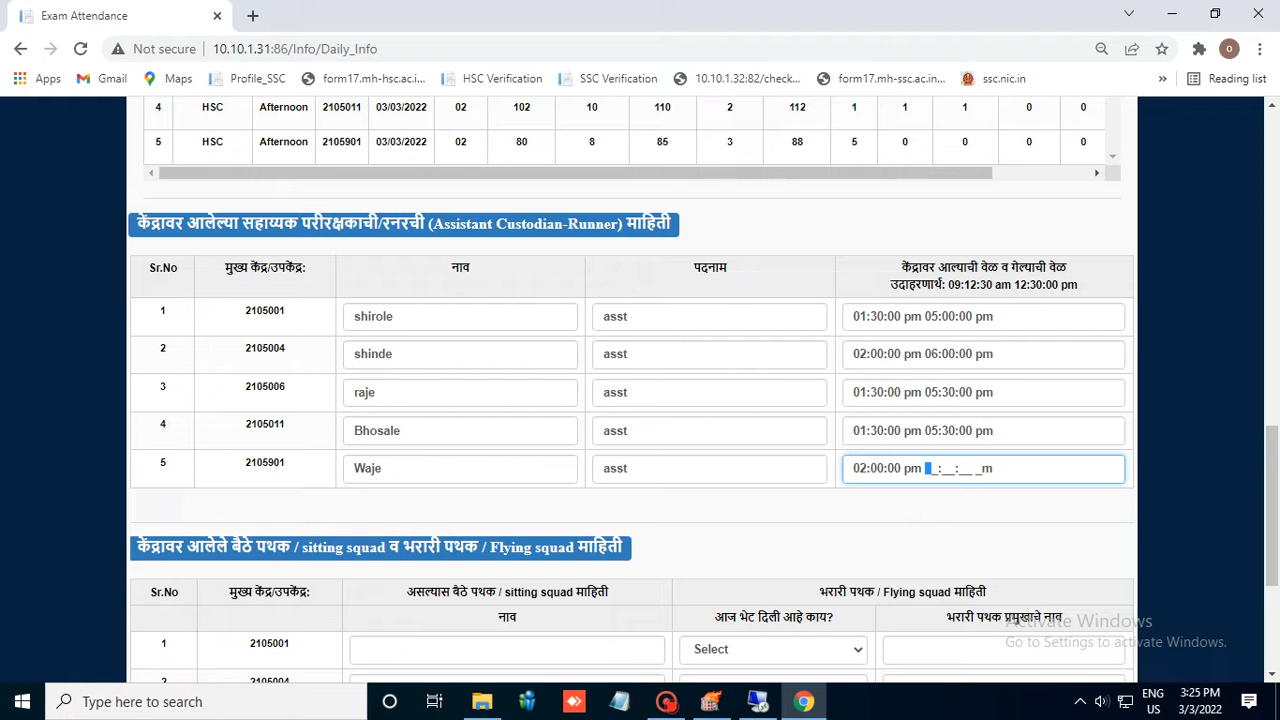 Exam Attendance
Not secure 10.10.1.31:86/Info/Daily_Info
Apps Gmail Maps Profile_SSC form17.mh-hsc.ac.i... HSC Verification SSC Verification 10.101.32:82/check... form17.mh-ssc.ac.in... ssc.nic.in » Reading list
4 HSC Afternoon 2105011 03/03/2022 02 102 10 110 2 112 1 1 1 0 0
5 HSC Afternoon 2105901 03/03/2022 02 80 8 85 3 88 5 0 0 0 0
केंद्रावर आलेल्या सहाय्यक परीरक्षकाची/रनरची (Assistant Custodian-Runner) माहिती
Sr.No मुख्य केंद्र/उपकेंद्र: नाव पदनाम केंद्रावर आल्याची वेळ व गेल्याची वेळ
उदाहरणार्थ: 09:12:30 am 12:30:00 pm
1 2105001 shirole asst 01:30:00 pm 05:00:00 pm
2 2105004 shinde asst 02:00:00 pm 06:00:00 pm
3 2105006 raje asst 01:30:00 pm 05:30:00 pm
4 2105011 Bhosale asst 01:30:00 pm 05:30:00 pm
5 2105901 Waje asst 02:00:00 pm __:__:__ _m
केंद्रावर आलेले बैठे पथक / sitting squad व भरारी पथक / Flying squad माहिती
Sr.No मुख्य केंद्र/उपकेंद्र: असल्यास बैठे पथक / sitting squad माहिती भरारी पथक / Flying squad माहिती
नाव आज भेट दिली आहे काय? भरारी पथक प्रमुखाचे नाव
1 2105001 Select
Activate Windows
Go to Settings to activate Windows.
Type here to search
ENG
US
3:25 PM
3/3/2022